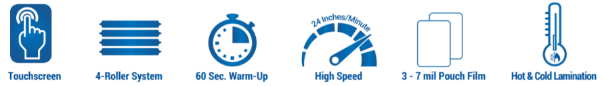 24 Inches/Minute
Touchscreen
4-Roller System
60 Sec. Warm-Up
High Speed
3 - 7 mil Pouch Film
Hot & Cold Lamination